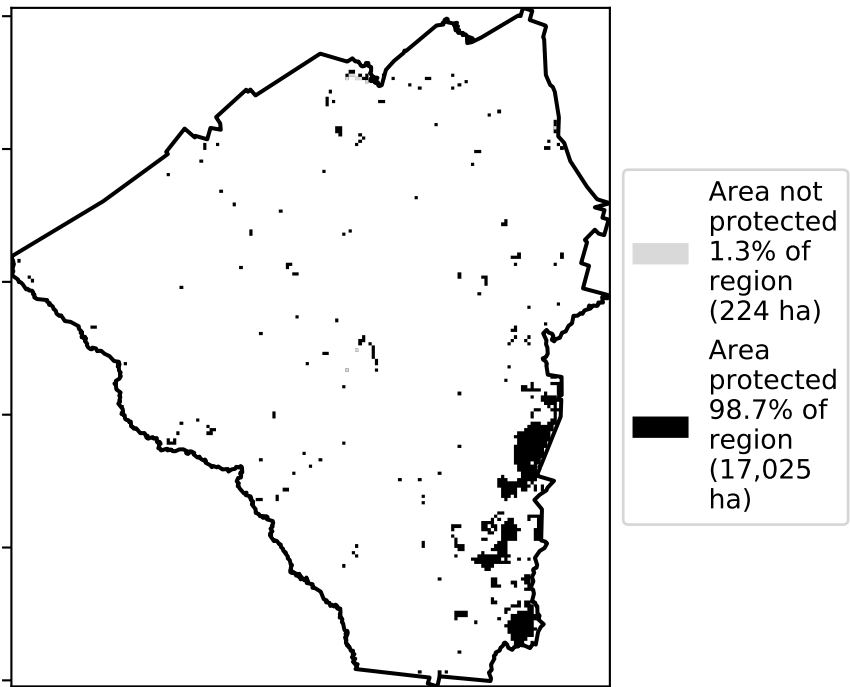 Area not
protected
1.3% of
region
(224 ha)
Area
protected
98.7% of
region
(17,025
ha)